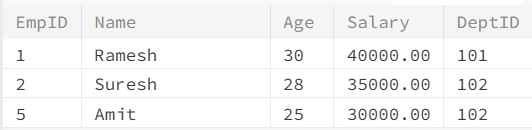 EmpID Name Age Salary DeptID
1 Ramesh 30 40000.00 101
2 Suresh 28 35000.00 102
5 Amit 25 30000.00 102